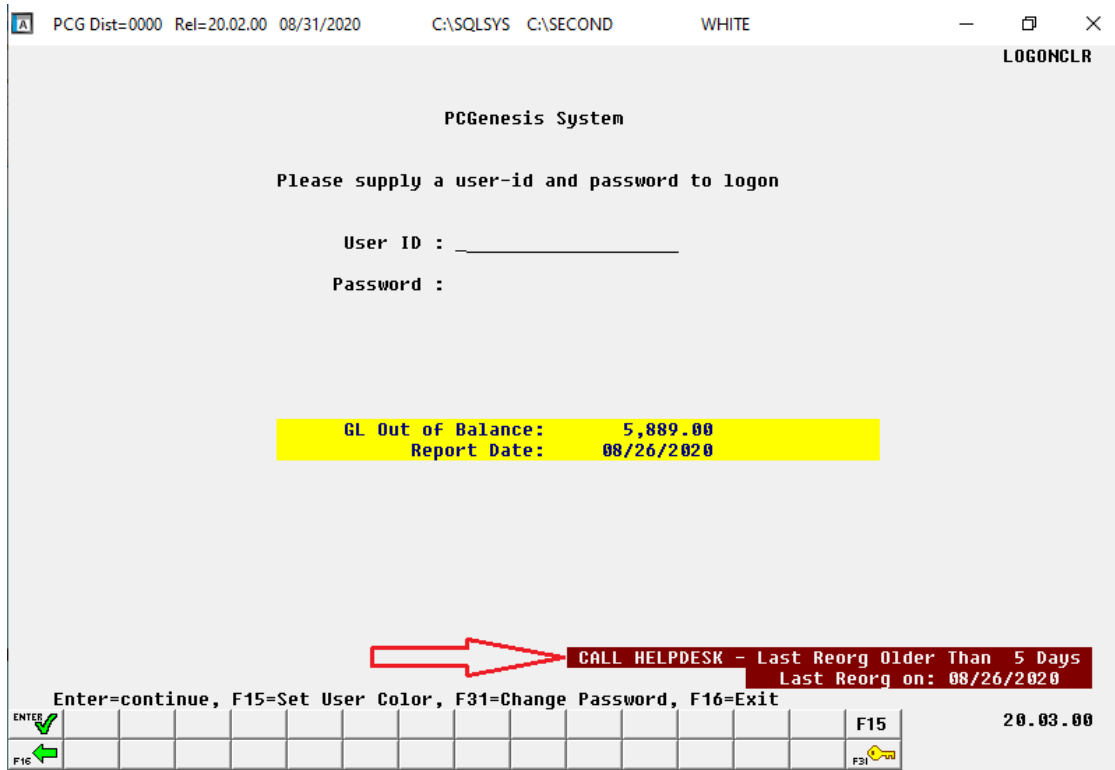 PCG Dist=0000 Rel=20.02.00 08/31/2020 C:\SQLSYS C:\SECOND WHITE
LOGONCLR
PCGenesis System
Please supply a user-id and password to logon
User ID : _
Password :
GL Out of Balance: 5,889.00
Report Date: 08/26/2020
CALL HELPDESK - Last Reorg Older Than 5 Days
Last Reorg on: 08/26/2020
Enter=continue, F15=Set User Color, F31=Change Password, F16=Exit
ENTER F15 20.03.00
F16 F31